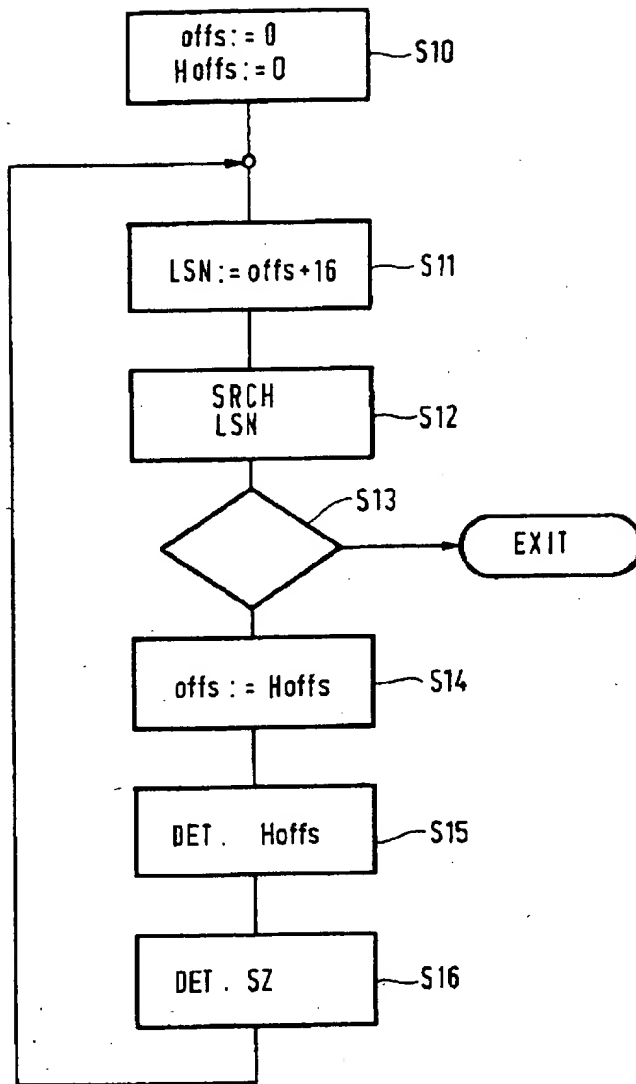 offs:=0
Hoffs:=0
S10
LSN:=offs+16
S11
SRCH
LSN
S12
S13
EXIT
offs := Hoffs
S14
DET. Hoffs
S15
DET. SZ
S16